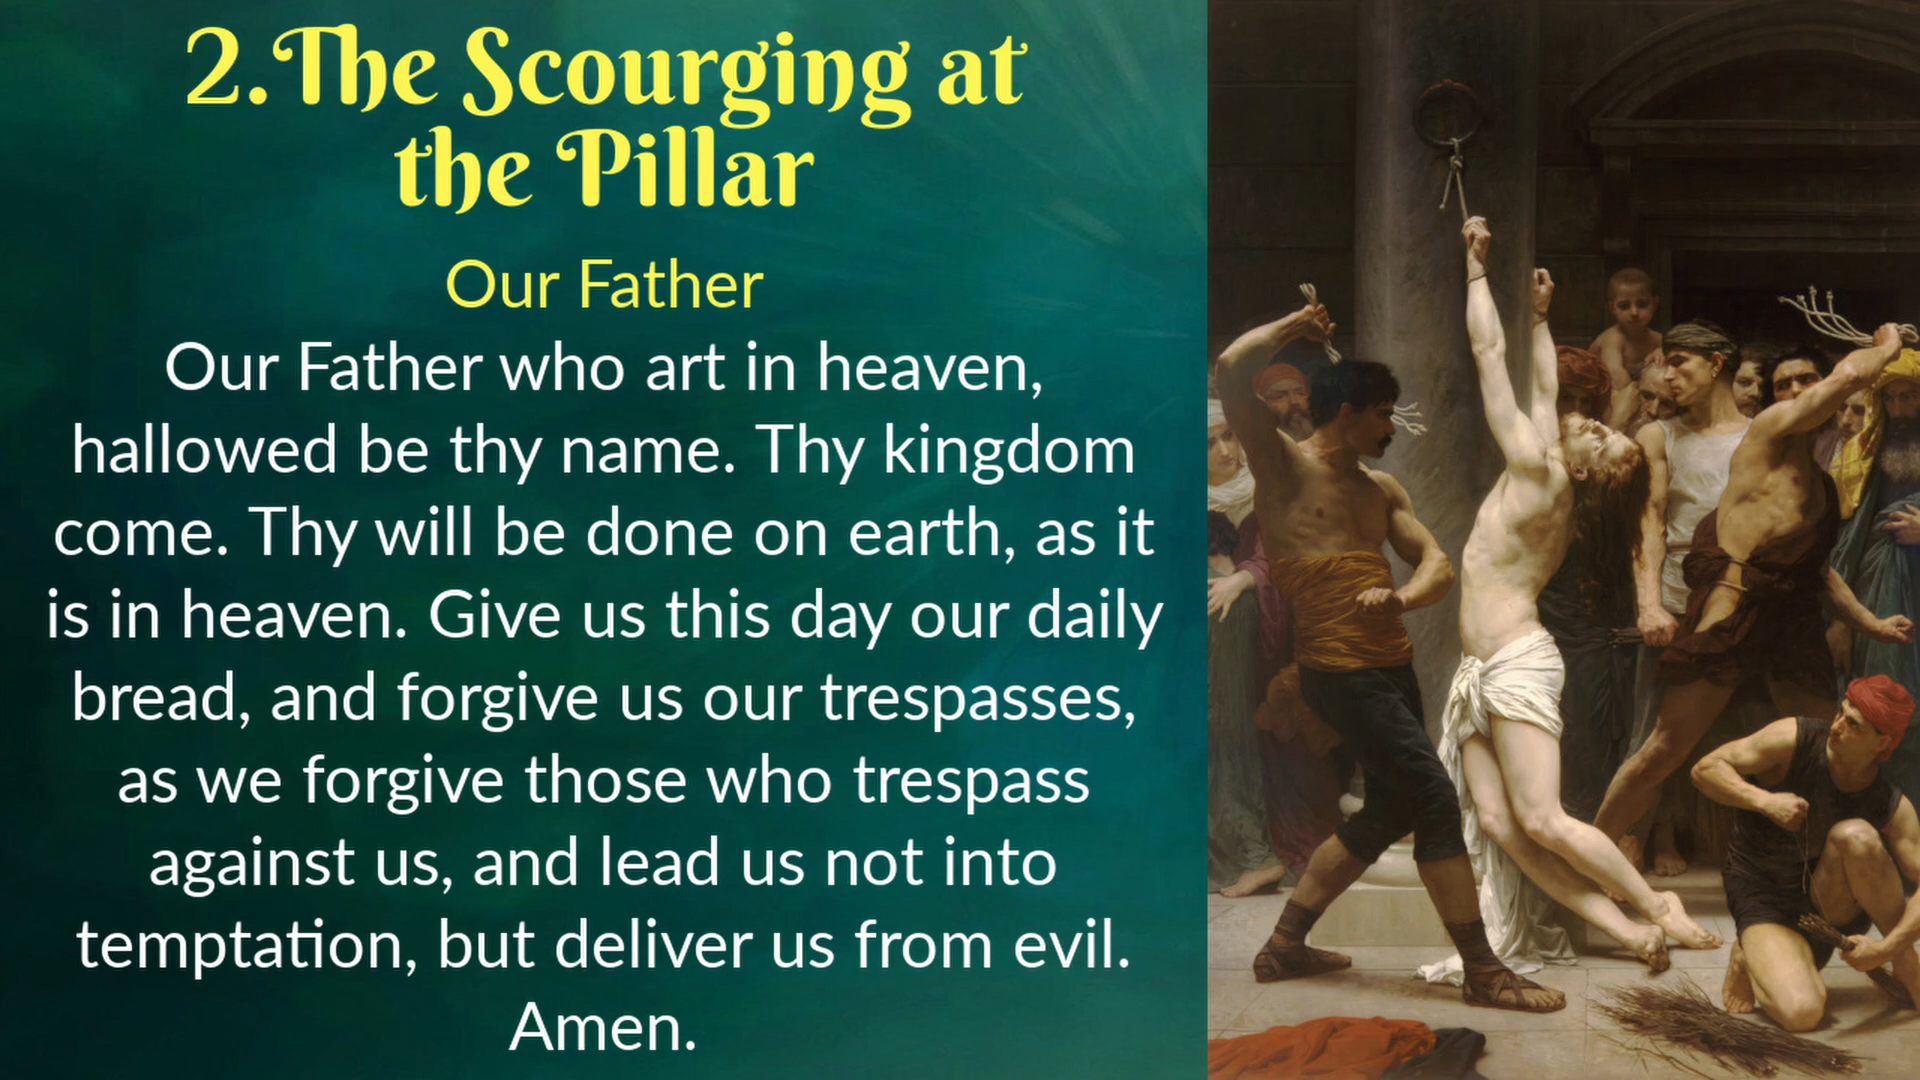 2.The Scourging at
the Pillar
Our Father
Our Father who art in heaven,
hallowed be thy name. Thy kingdom
come. Thy will be done on earth, as it
is in heaven. Give us this day our daily
bread, and forgive us our trespasses,
as we forgive those who trespass
against us, and lead us not into
temptation, but deliver us from evil.
Amen.